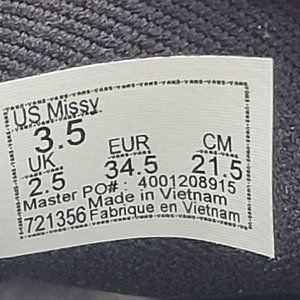 US Missy
3.5
UK EUR CM
2.5 34.5 21.5
Master PO# : 4001208915
Made in Vietnam
721356 Fabrique en Vietnam